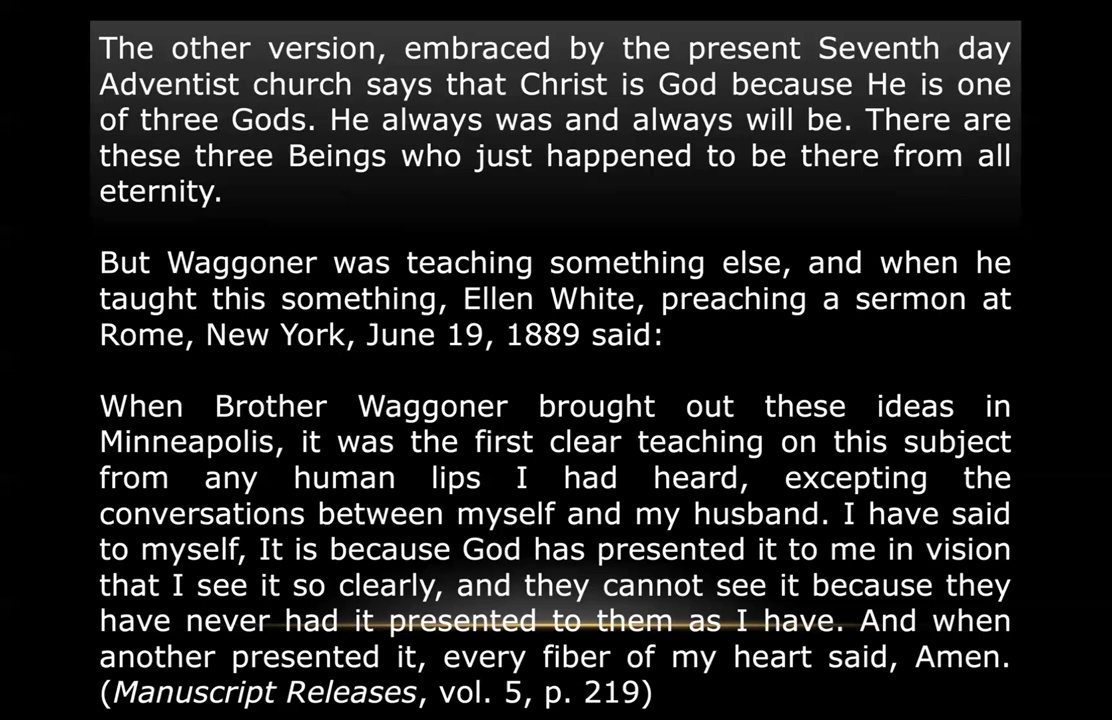 The other version, embraced by the present Seventh day
Adventist church says that Christ is God because He is one
of three Gods. He always was and always will be. There are
these three Beings who just happened to be there from all
eternity.
But Waggoner was teaching something else, and when he
taught this something, Ellen White, preaching a sermon at
Rome, New York, June 19, 1889 said:
When Brother Waggoner brought out these ideas in
Minneapolis, it was the first clear teaching on this subject
from any human lips I had heard, excepting the
conversations between myself and my husband. I have said
to myself, It is because God has presented it to me in vision
that I see it so clearly, and they cannot see it because they
have never had it presented to them as I have. And when
another presented it, every fiber of my heart said, Amen.
(Manuscript Releases, vol. 5, p. 219)